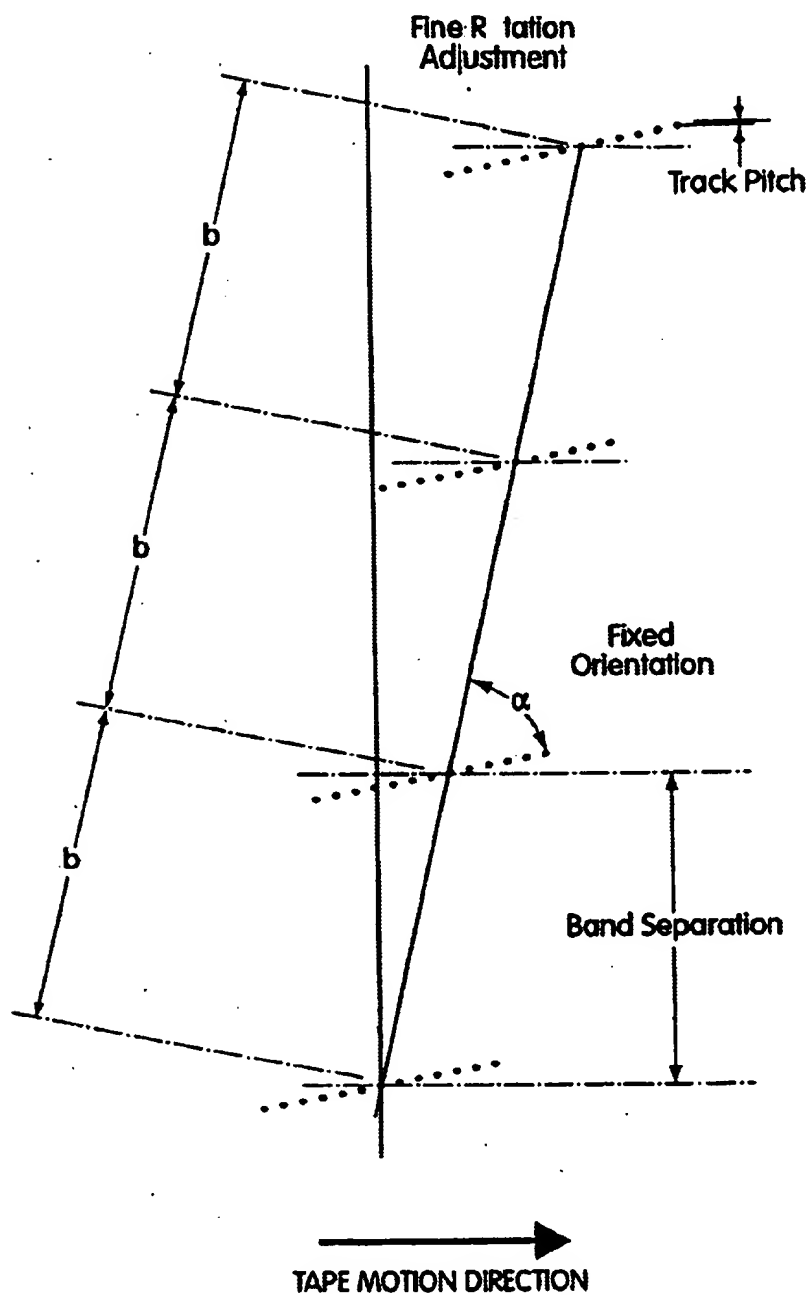 Fine R tation
Adjustment
Track Pitch
b
b
Fixed
Orientation
α
b
Band Separation
TAPE MOTION DIRECTION